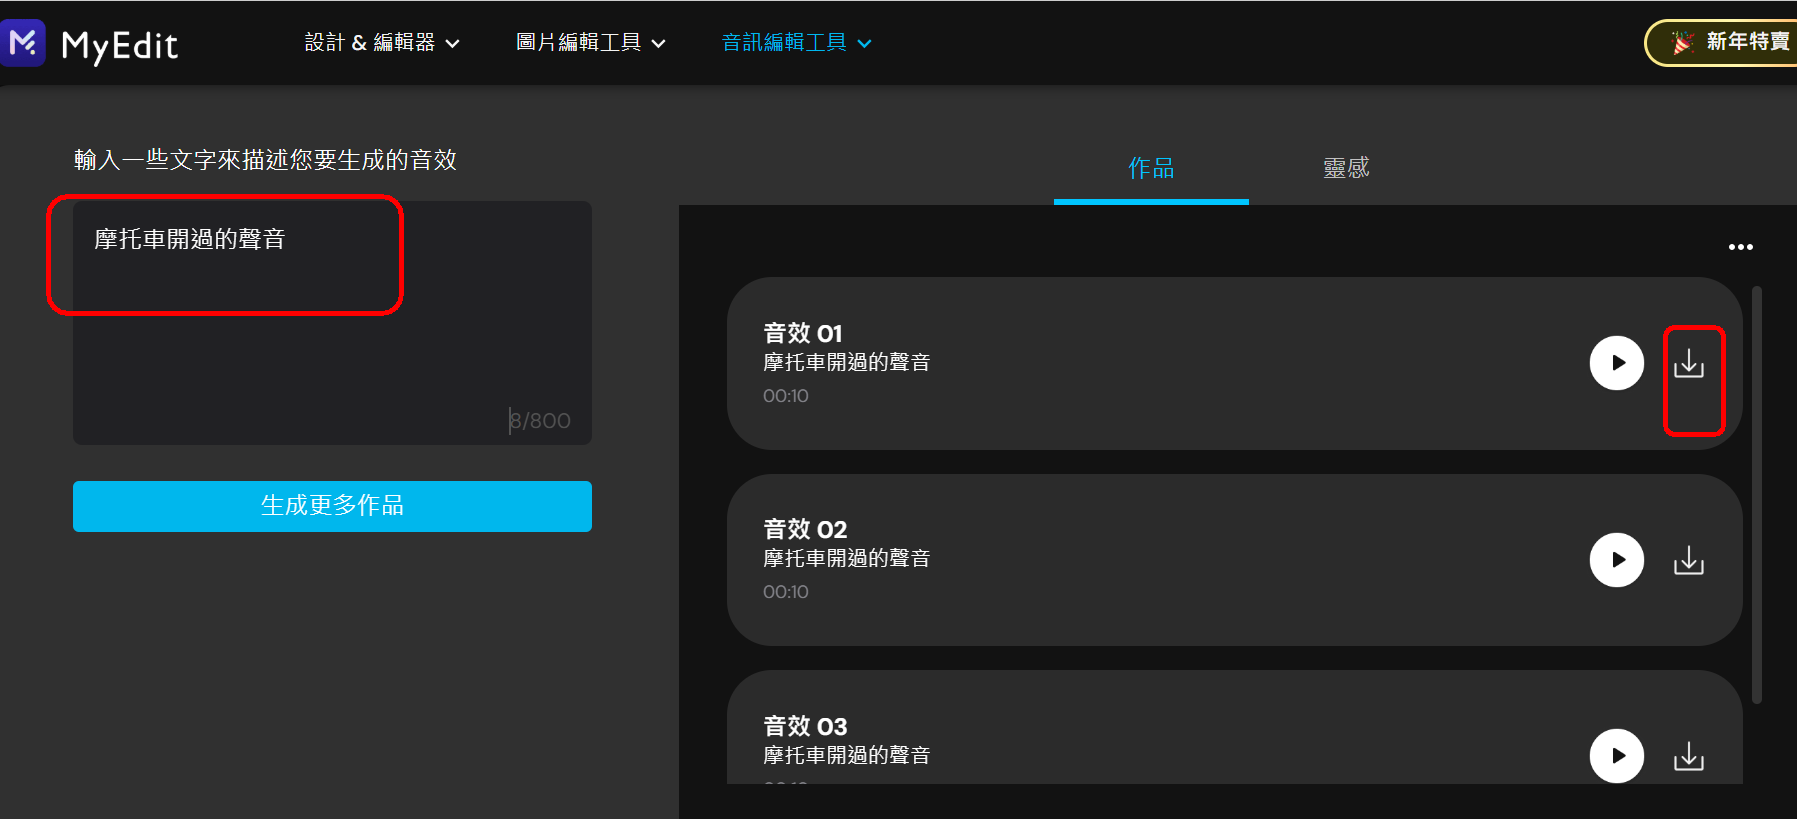 MyEdit
設計 & 編輯器
圖片編輯工具
音訊編輯工具
新年特賣
輸入一些文字來描述您要生成的音效
摩托車開過的聲音
8/800
生成更多作品
作品
靈感
音效 01
摩托車開過的聲音
00:10
音效 02
摩托車開過的聲音
00:10
音效 03
摩托車開過的聲音